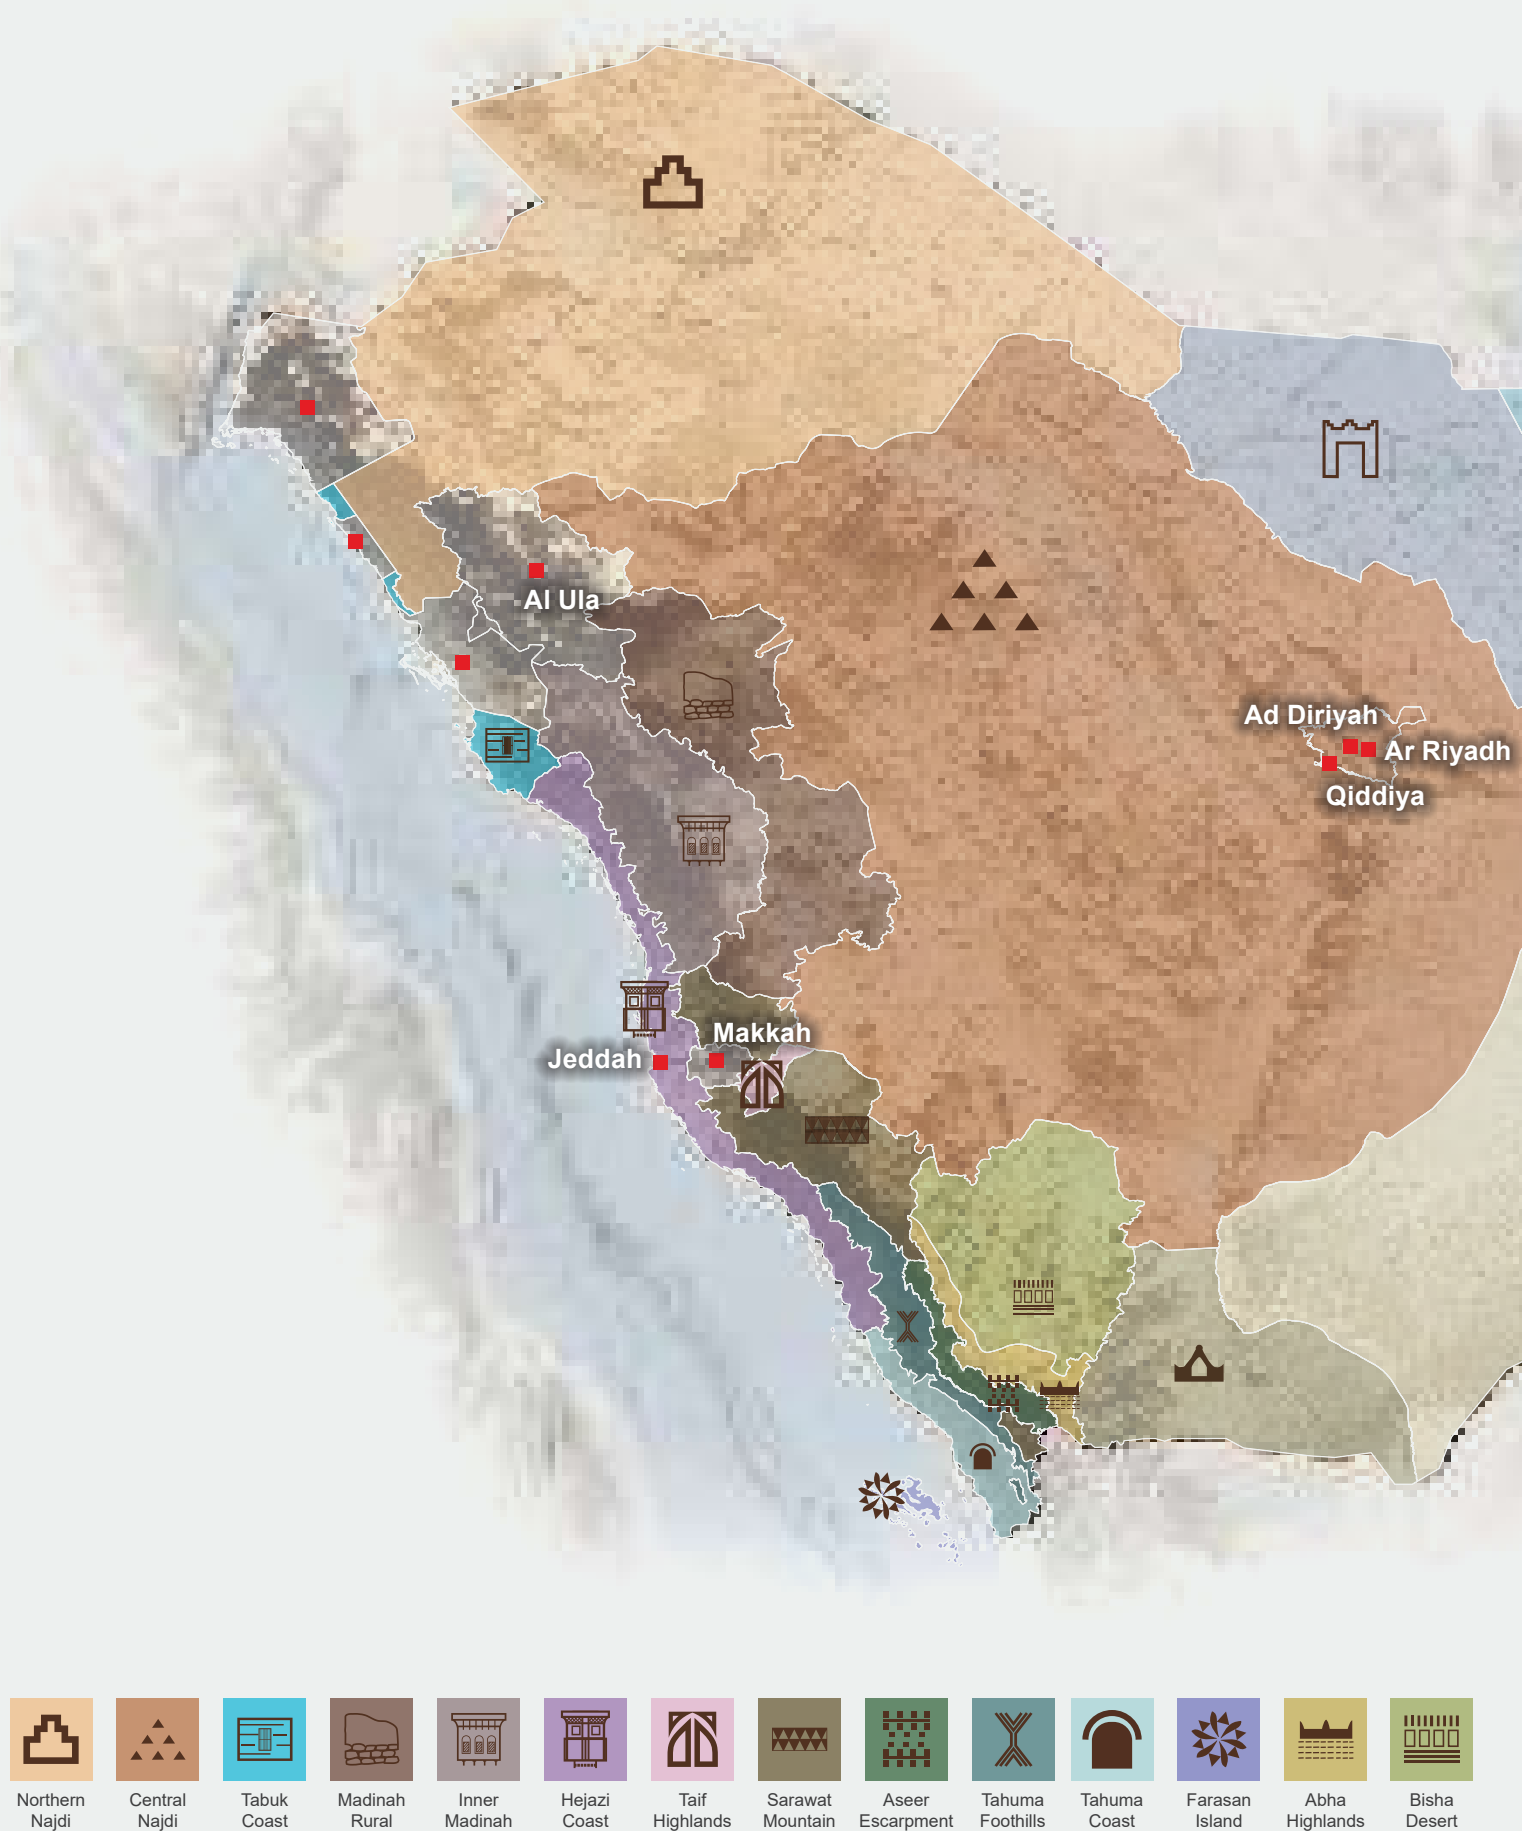 Al Ula
Ad Diriyah
Ar Riyadh
Qiddiya
Makkah
Jeddah
Northern
Najdi
Central
Najdi
Tabuk
Coast
Madinah
Rural
Inner
Madinah
Hejazi
Coast
Taif
Highlands
Sarawat
Mountain
Aseer
Escarpment
Tahuma
Foothills
Tahuma
Coast
Farasan
Island
Abha
Highlands
Bisha
Desert